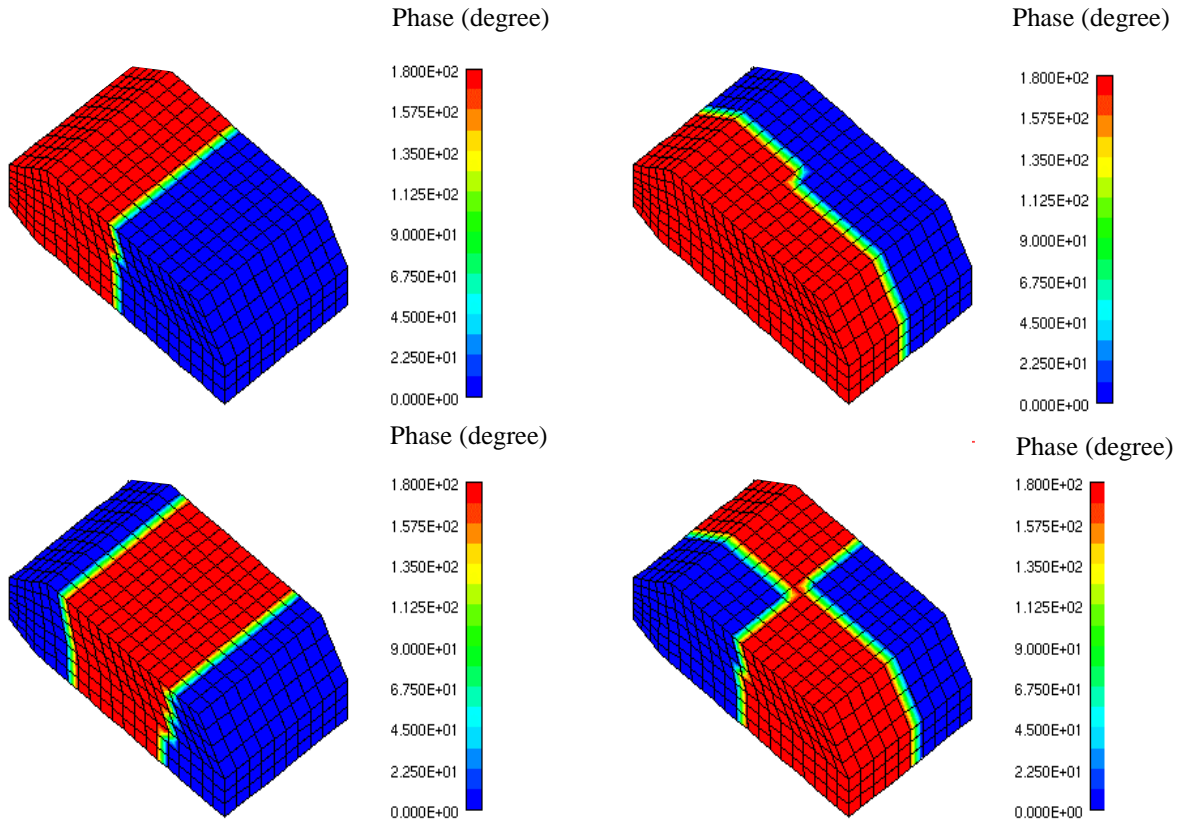 Phase (degree)
1.800E+02
1.575E+02
1.350E+02
1.125E+02
9.000E+01
6.750E+01
4.500E+01
2.250E+01
0.000E+00
Phase (degree)
1.800E+02
1.575E+02
1.350E+02
1.125E+02
9.000E+01
6.750E+01
4.500E+01
2.250E+01
0.000E+00
Phase (degree)
1.800E+02
1.575E+02
1.350E+02
1.125E+02
9.000E+01
6.750E+01
4.500E+01
2.250E+01
0.000E+00
Phase (degree)
1.800E+02
1.575E+02
1.350E+02
1.125E+02
9.000E+01
6.750E+01
4.500E+01
2.250E+01
0.000E+00